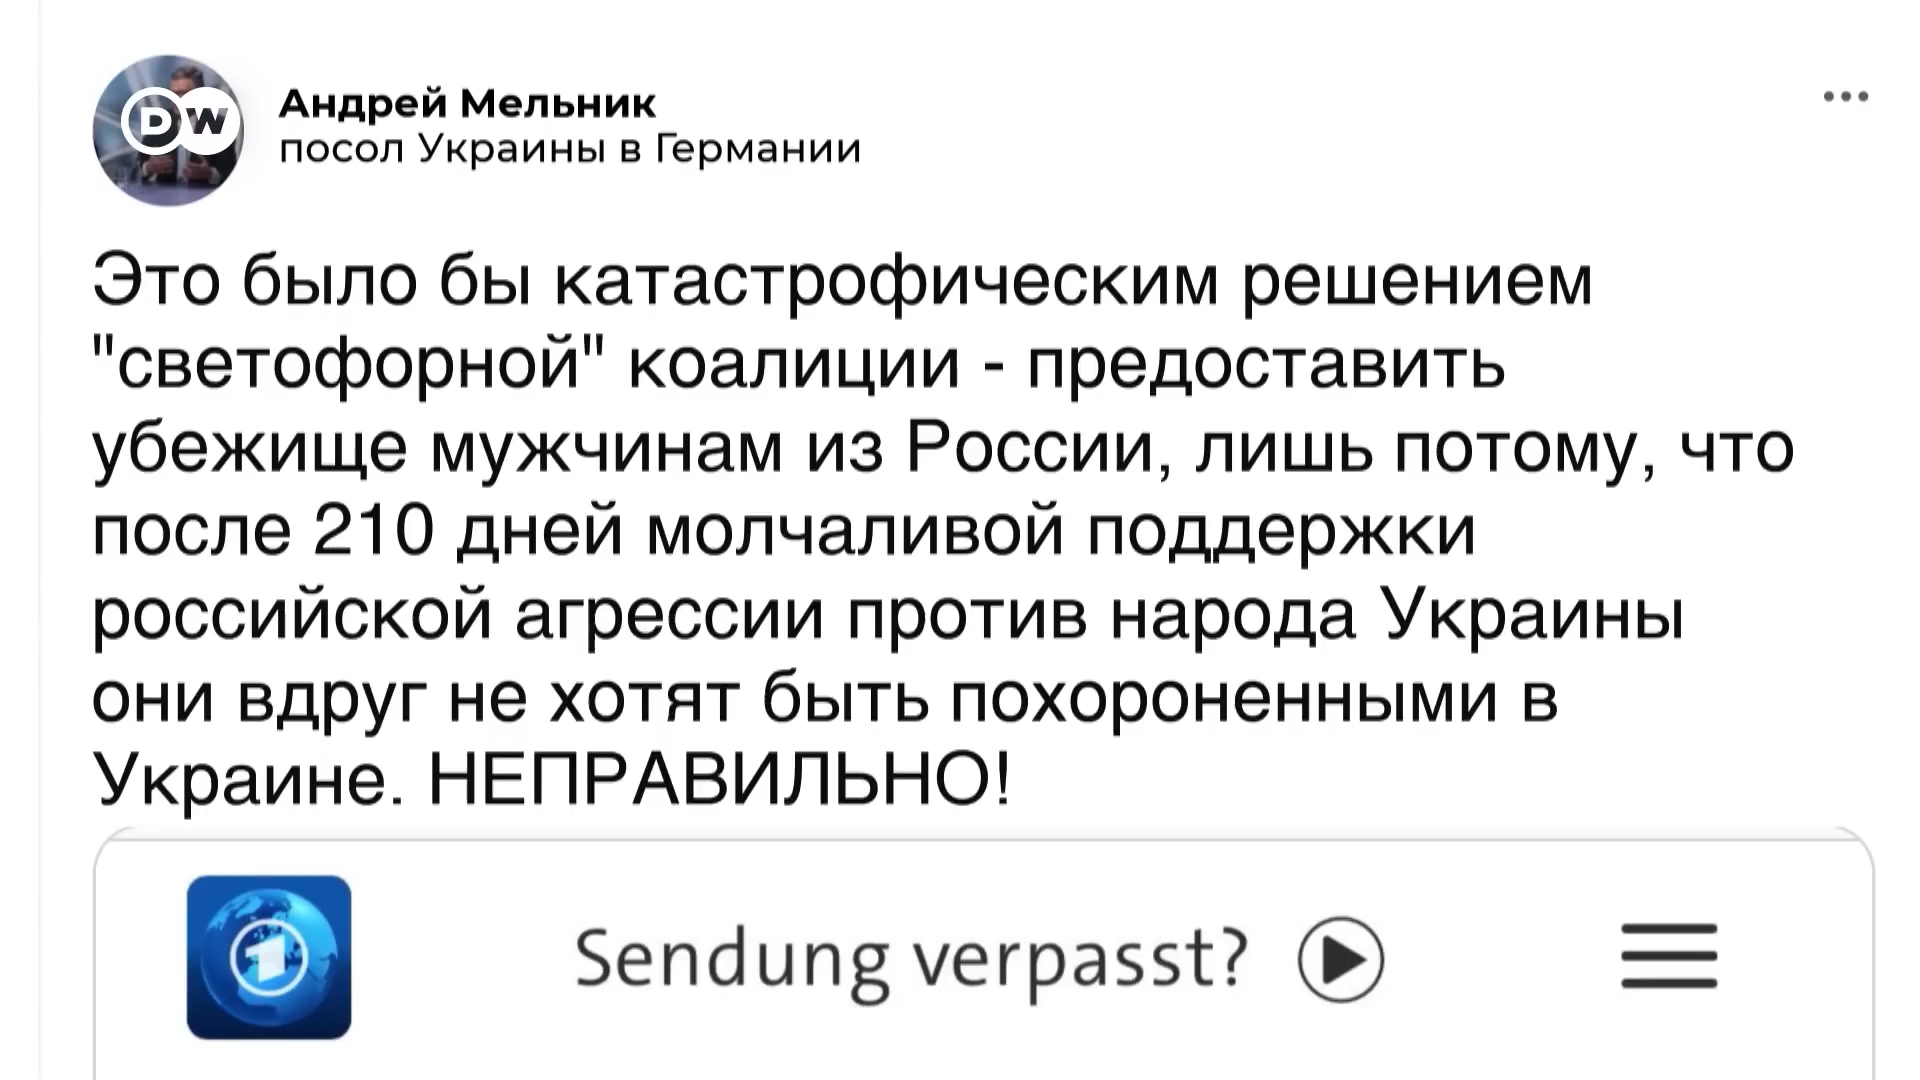 DW
Андрей Мельник
посол Украины в Германии
Это было бы катастрофическим решением
"светофорной" коалиции - предоставить
убежище мужчинам из России, лишь потому, что
после 210 дней молчаливой поддержки
российской агрессии против народа Украины
они вдруг не хотят быть похороненными в
Украине. НЕПРАВИЛЬНО!
1
Sendung verpasst?